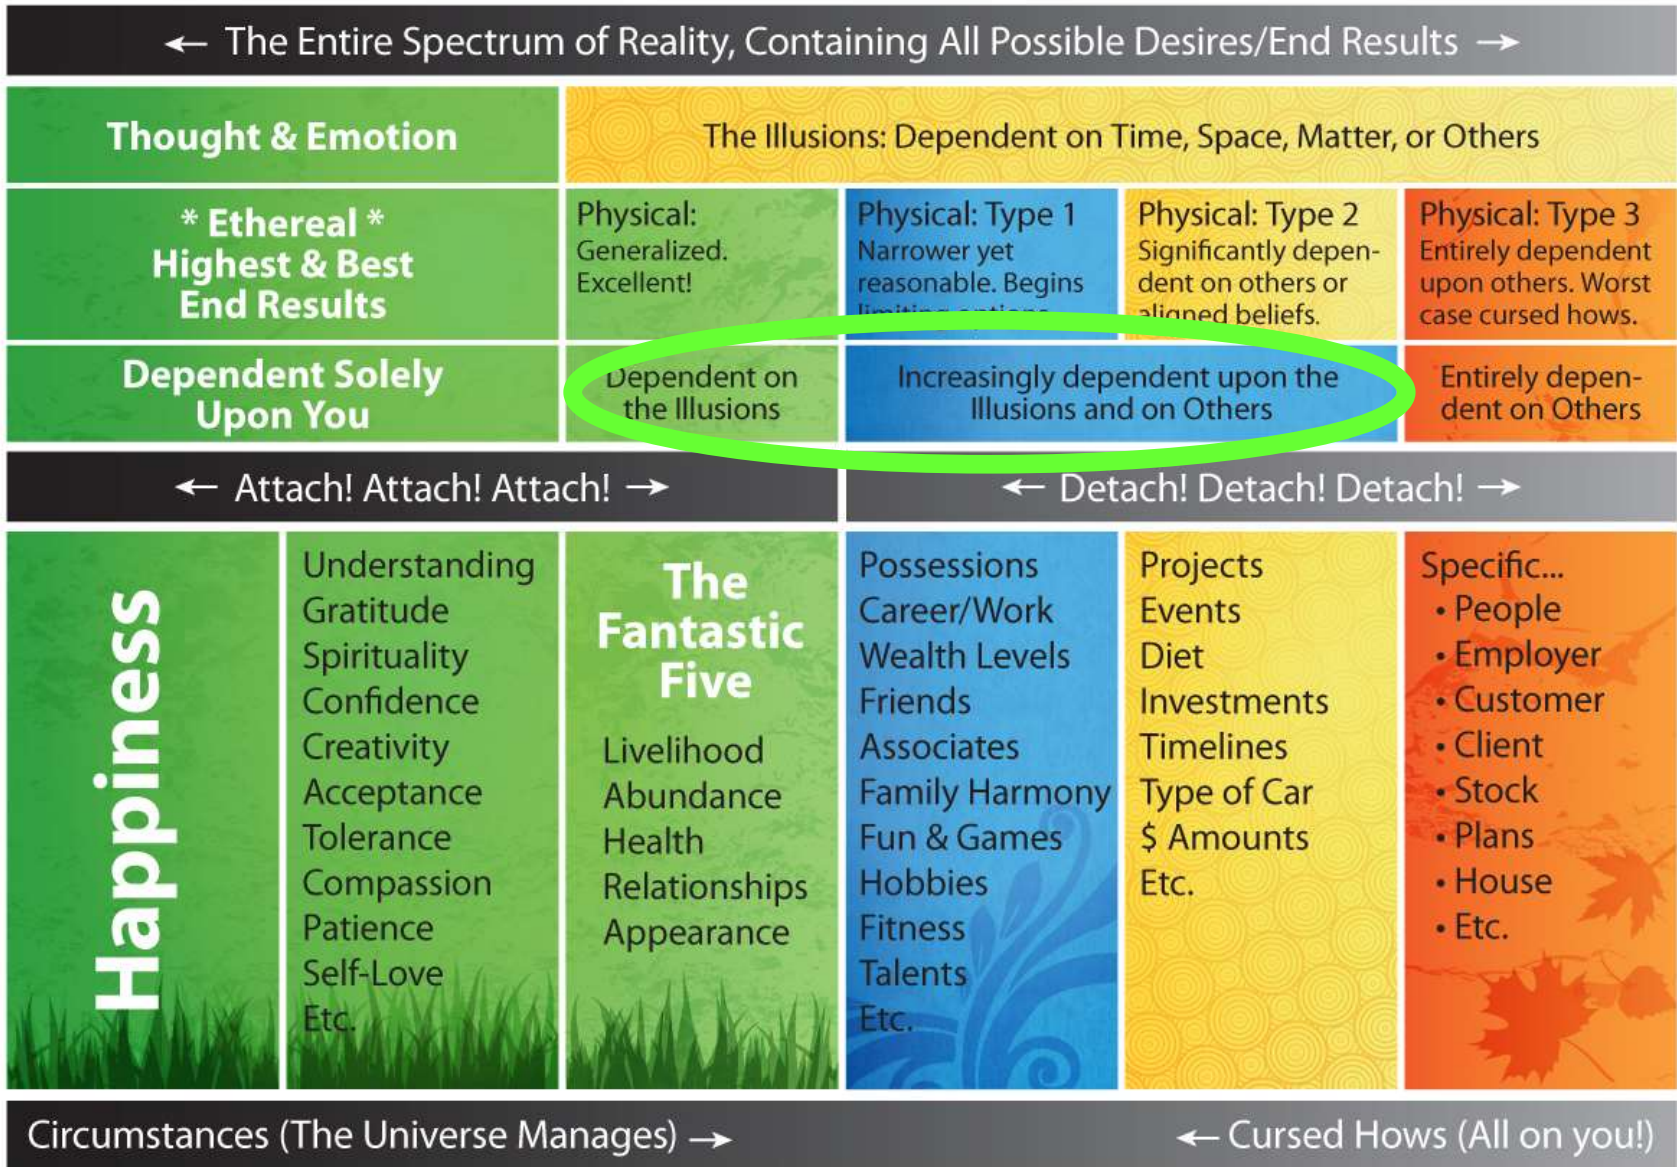 ← The Entire Spectrum of Reality, Containing All Possible Desires/End Results →
Thought & Emotion
The Illusions: Dependent on Time, Space, Matter, or Others
* Ethereal *
Highest & Best
End Results
Physical:
Generalized.
Excellent!
Physical: Type 1
Narrower yet
reasonable. Begins
limiting options.
Physical: Type 2
Significantly depen-
dent on others or
aligned beliefs.
Physical: Type 3
Entirely dependent
upon others. Worst
case cursed hows.
Dependent Solely
Upon You
Dependent on
the Illusions
Increasingly dependent upon the
Illusions and on Others
Entirely depen-
dent on Others
← Attach! Attach! Attach! →
← Detach! Detach! Detach! →
Happiness
Understanding
Gratitude
Spirituality
Confidence
Creativity
Acceptance
Tolerance
Compassion
Patience
Self-Love
Etc.
The
Fantastic
Five
Livelihood
Abundance
Health
Relationships
Appearance
Possessions
Career/Work
Wealth Levels
Friends
Associates
Family Harmony
Fun & Games
Hobbies
Fitness
Talents
Etc.
Projects
Events
Diet
Investments
Timelines
Type of Car
$ Amounts
Etc.
Specific...
• People
• Employer
• Customer
• Client
• Stock
• Plans
• House
• Etc.
Circumstances (The Universe Manages) →
← Cursed Hows (All on you!)